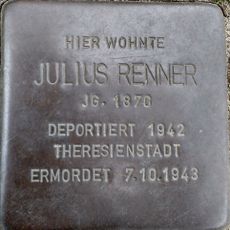 HIER WOHNTE
JULIUS RENNER
JG. 1870
DEPORTIERT 1942
THERESIENSTADT
ERMORDET 7.10.1943